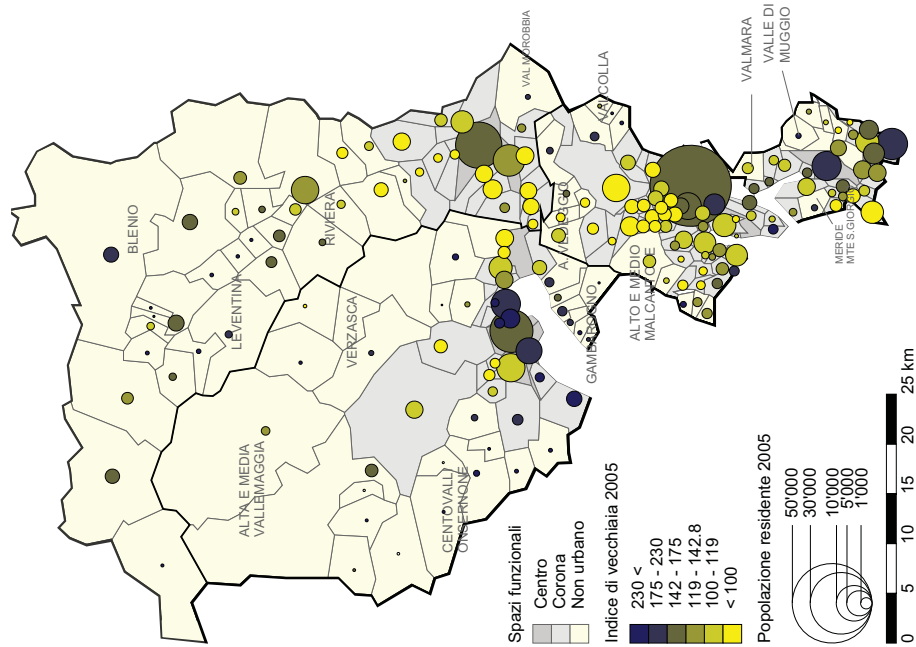 BLENIO
LEVENTINA
RIVIERA
VERZASCA
ALTA E MEDIA
VALLEMAGGIA
CENTOVALLI
ONSERNONE
VAL MOROBBIA
VALCOLLA
A. VEDEGGIO
GAMBAROGNO
ALTO E MEDIO
MALCANTONE
VALMARA
VALLE DI
MUGGIO
MERIDE
MTE S.GIORGIO
Spazi funzionali
Centro
Corona
Non urbano
Indice di vecchiaia 2005
230 <
175 - 230
142 - 175
119 - 142.8
100 - 119
< 100
Popolazione residente 2005
50'000
30'000
10'000
5'000
1'000
0 5 10 15 20 25 km